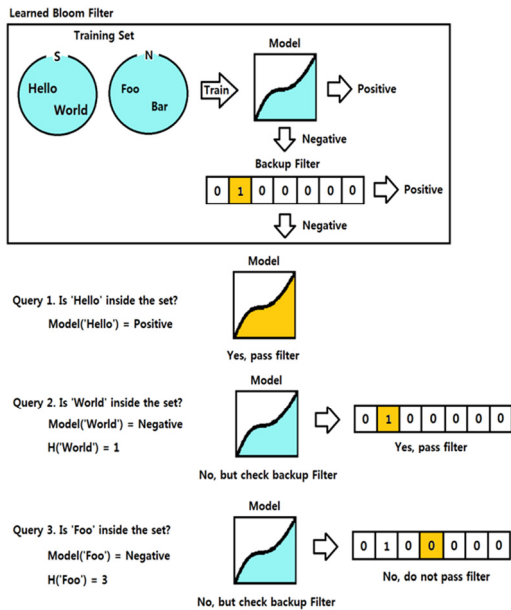 Learned Bloom Filter
Training Set
S
N
Model
Hello
World
Foo
Bar
Train
Positive
Negative
Backup Filter
0 1 0 0 0 0 0
Positive
Negative
Model
Query 1. Is 'Hello' inside the set?
Model('Hello') = Positive
Yes, pass filter
Model
Query 2. Is 'World' inside the set?
Model('World') = Negative
H('World') = 1
0 1 0 0 0 0 0
Yes, pass filter
No, but check backup Filter
Model
Query 3. Is 'Foo' inside the set?
Model('Foo') = Negative
H('Foo') = 3
0 1 0 0 0 0 0
No, do not pass filter
No, but check backup Filter